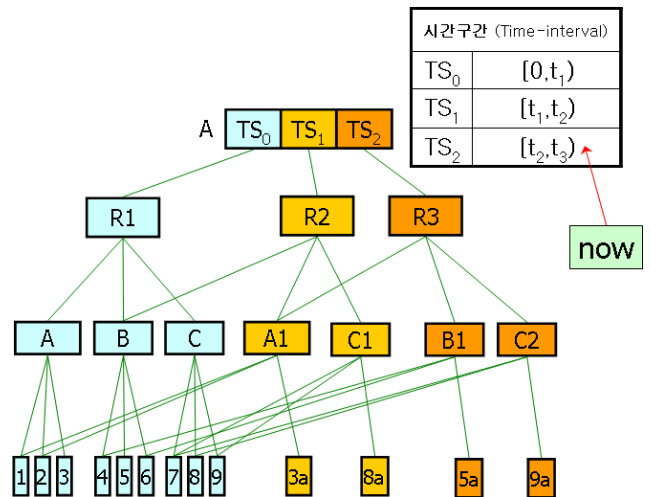 시간구간 (Time-interval)
TS0 [0,t1)
TS1 [t1,t2)
TS2 [t2,t3)
A TS0 TS1 TS2
R1 R2 R3
now
A B C A1 C1 B1 C2
1 2 3 4 5 6 7 8 9 3a 8a 5a 9a